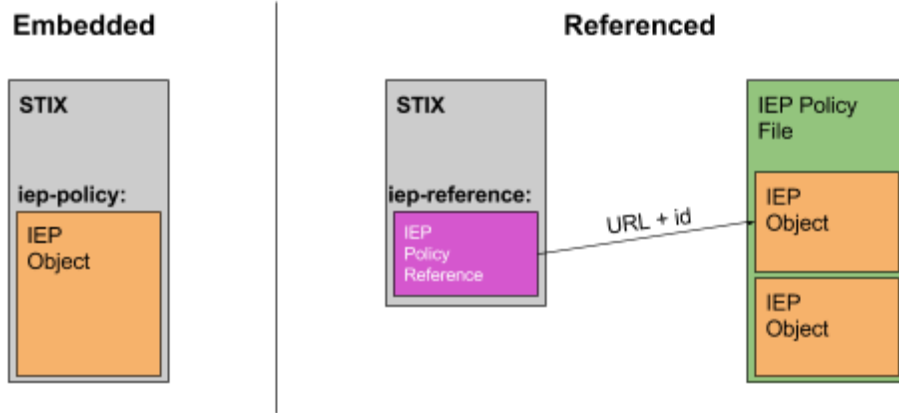 Embedded
Referenced
STIX
iep-policy:
IEP
Object
STIX
iep-reference:
IEP
Policy
Reference
URL + id
IEP Policy
File
IEP
Object
IEP
Object